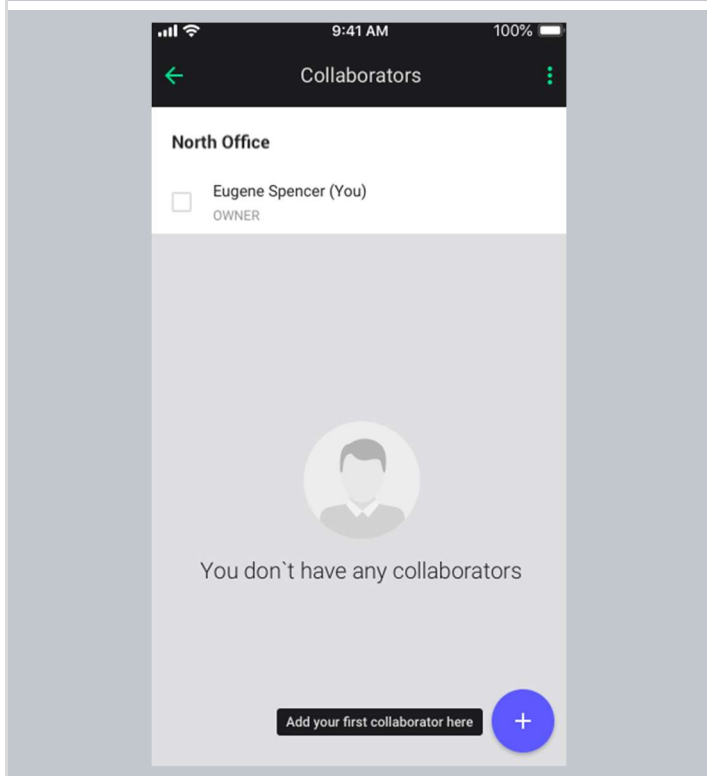 9:41 AM 100%
Collaborators
North Office
Eugene Spencer (You)
OWNER
You don`t have any collaborators
Add your first collaborator here